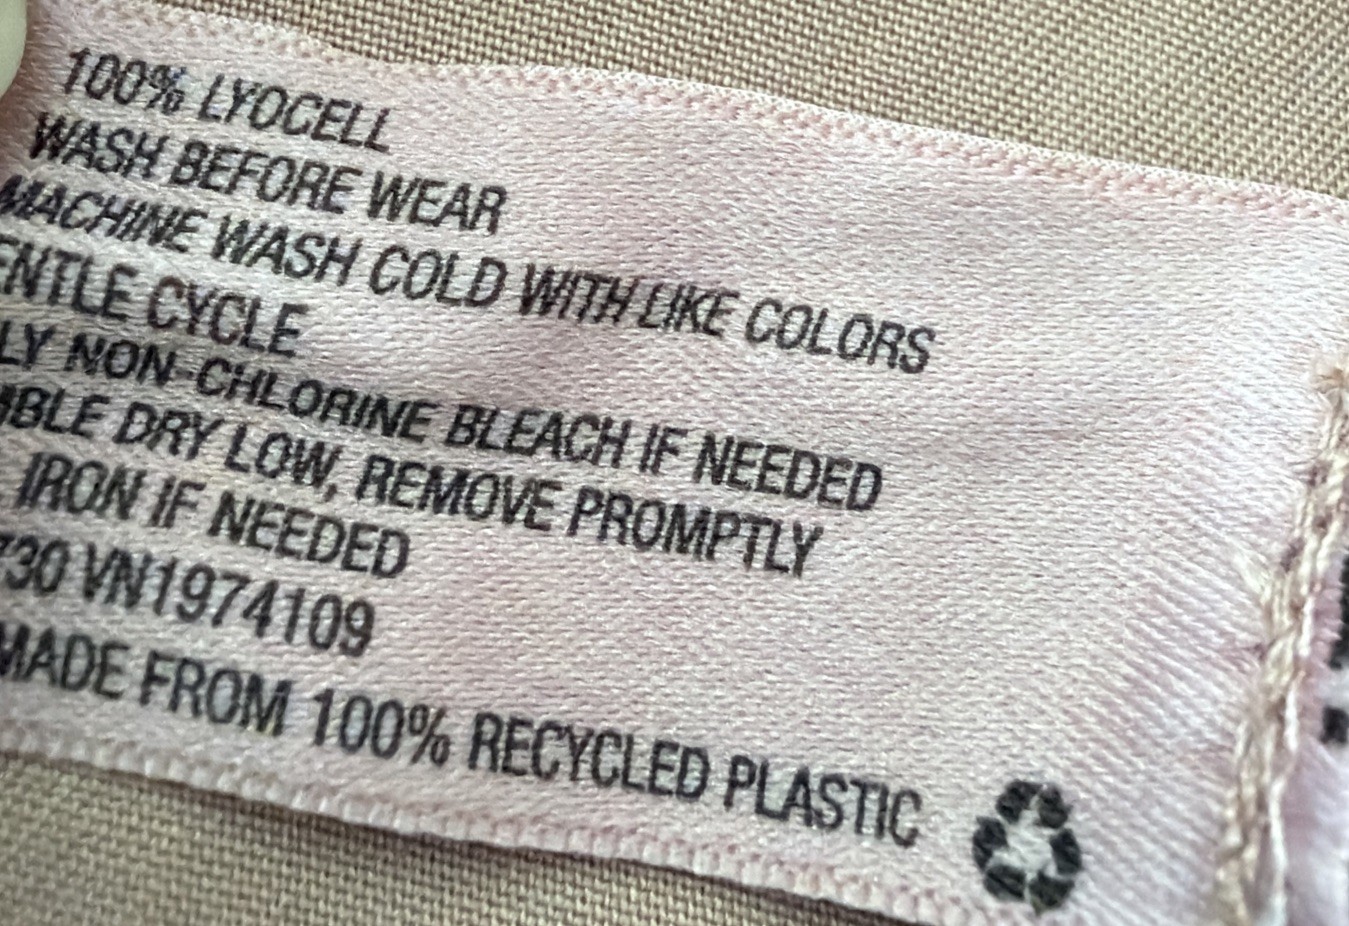 100% LYOCELL
WASH BEFORE WEAR
MACHINE WASH COLD WITH LIKE COLORS
ENTLE CYCLE
LY NON-CHLORINE BLEACH IF NEEDED
BLE DRY LOW, REMOVE PROMPTLY
IRON IF NEEDED
730 VN1974109
MADE FROM 100% RECYCLED PLASTIC